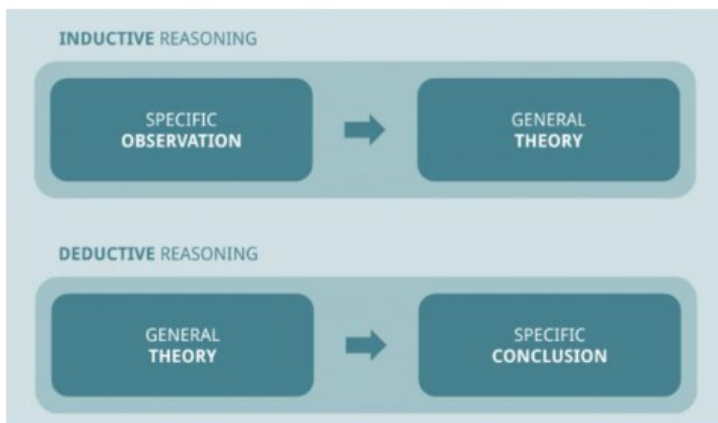 INDUCTIVE REASONING
SPECIFIC
OBSERVATION
GENERAL
THEORY
DEDUCTIVE REASONING
GENERAL
THEORY
SPECIFIC
CONCLUSION